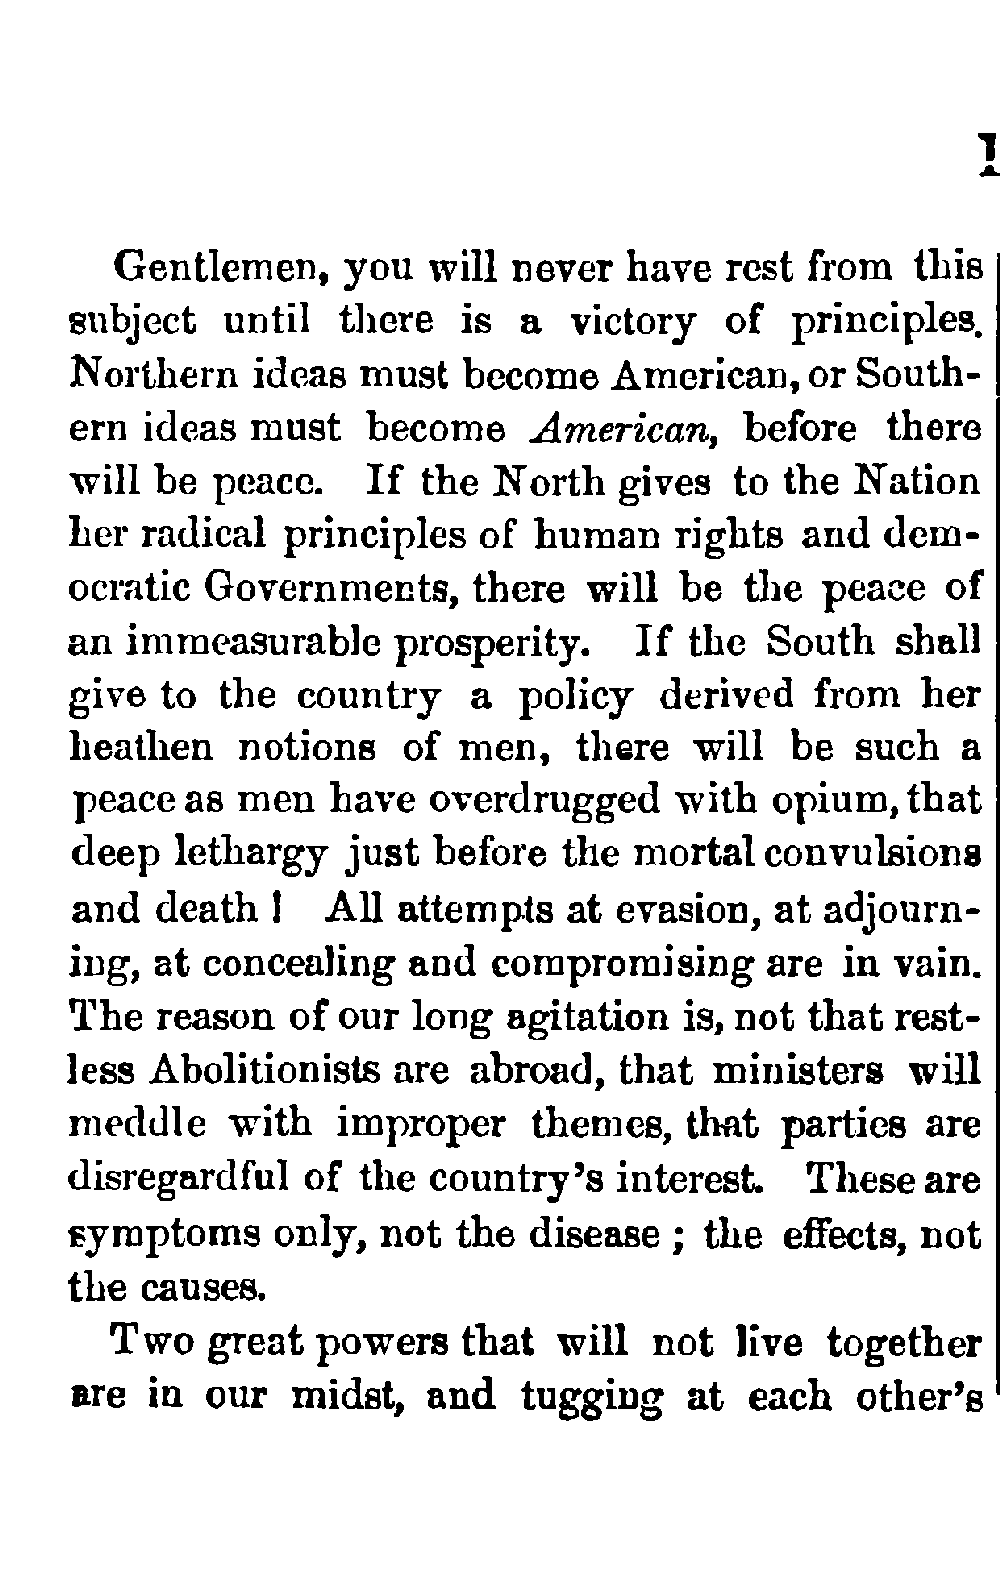 Gentlemen, you will never have rest from this
subject until there is a victory of principles.
Northern ideas must become American, or South-
ern ideas must become American, before there
will be peace. If the North gives to the Nation
her radical principles of human rights and dem-
ocratic Governments, there will be the peace of
an immeasurable prosperity. If the South shall
give to the country a policy derived from her
heathen notions of men, there will be such a
peace as men have overdrugged with opium, that
deep lethargy just before the mortal convulsions
and death! All attempts at evasion, at adjourn-
ing, at concealing and compromising are in vain.
The reason of our long agitation is, not that rest-
less Abolitionists are abroad, that ministers will
meddle with improper themes, that parties are
disregardful of the country's interest. These are
symptoms only, not the disease; the effects, not
the causes.
Two great powers that will not live together
are in our midst, and tugging at each other's